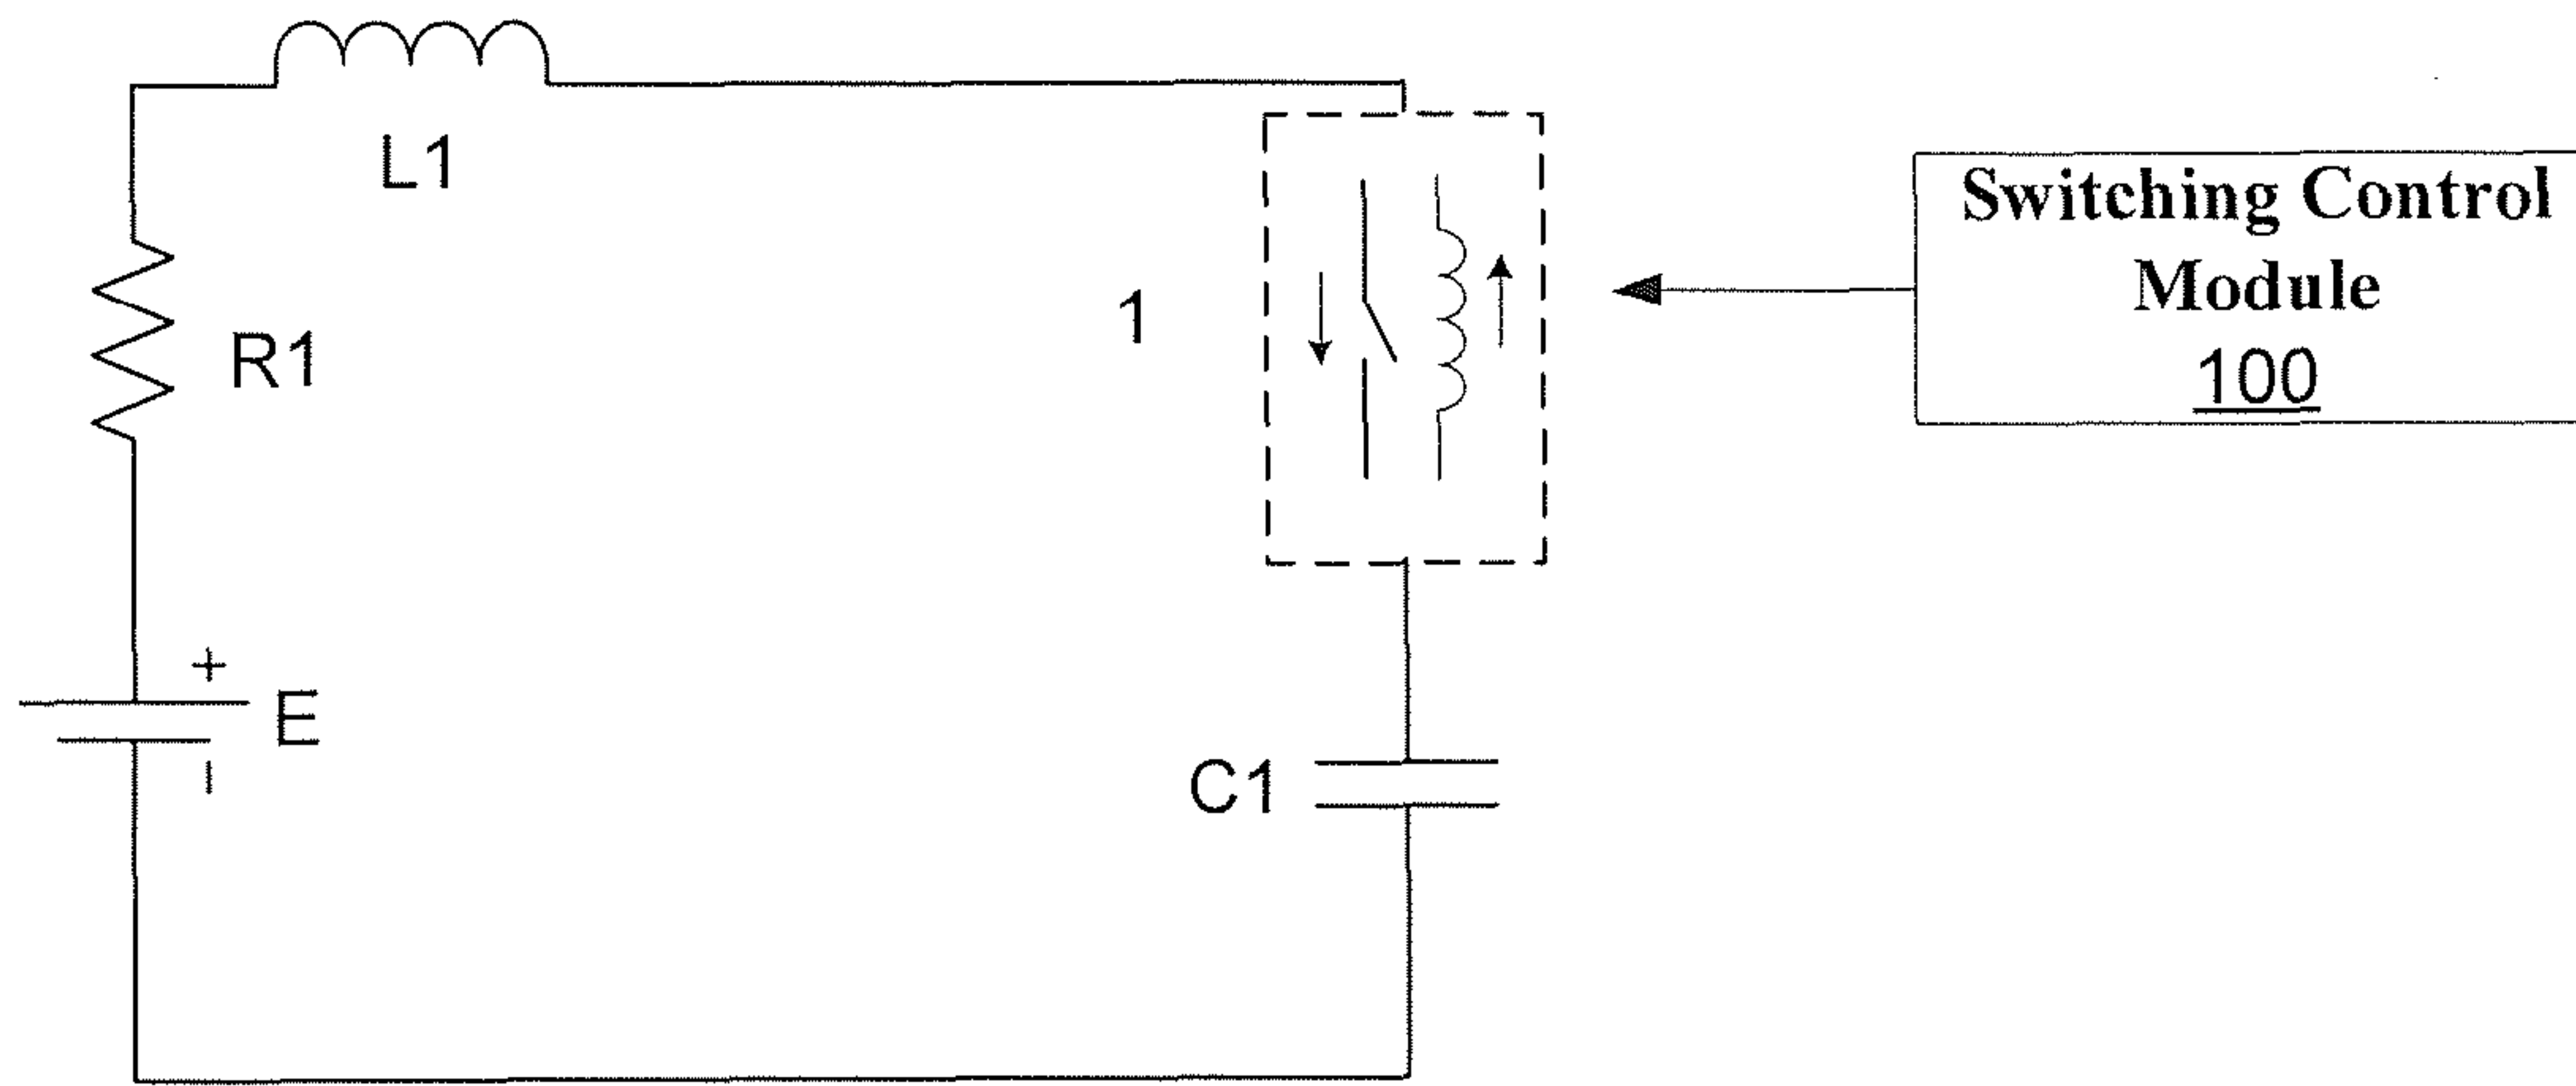 L1
Switching Control
Module
100
1
R1
+
E
−
C1